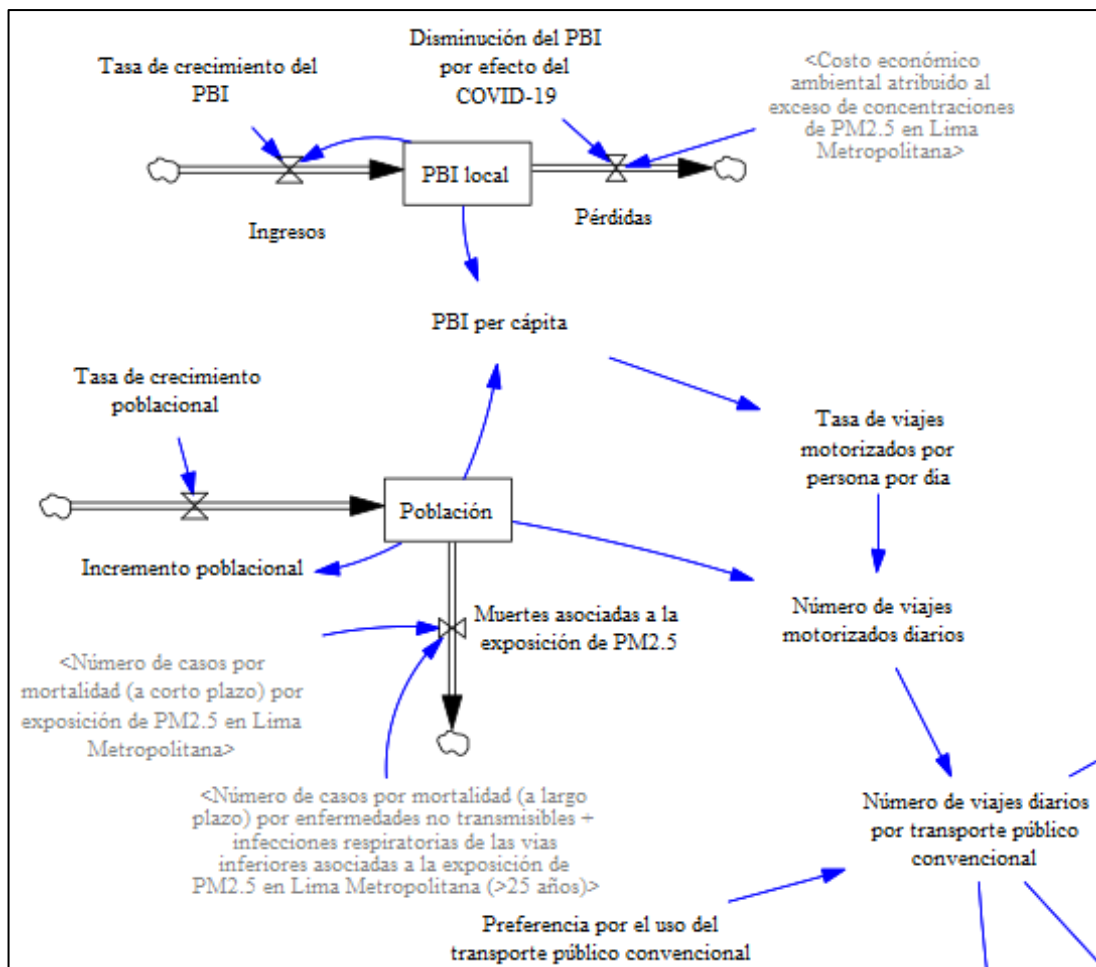 Tasa de crecimiento del
PBI
Disminución del PBI
por efecto del
COVID-19
<Costo económico
ambiental atribuido al
exceso de concentraciones
de PM2.5 en Lima
Metropolitana>
PBI local
Ingresos
Pérdidas
PBI per cápita
Tasa de crecimiento
poblacional
Tasa de viajes
motorizados por
persona por día
Población
Incremento poblacional
Muertes asociadas a la
exposición de PM2.5
Número de viajes
motorizados diarios
<Número de casos por
mortalidad (a corto plazo) por
exposición de PM2.5 en Lima
Metropolitana>
<Número de casos por mortalidad (a largo
plazo) por enfermedades no transmisibles +
infecciones respiratorias de las vías
inferiores asociadas a la exposición de
PM2.5 en Lima Metropolitana (>25 años)>
Número de viajes diarios
por transporte público
convencional
Preferencia por el uso del
transporte público convencional